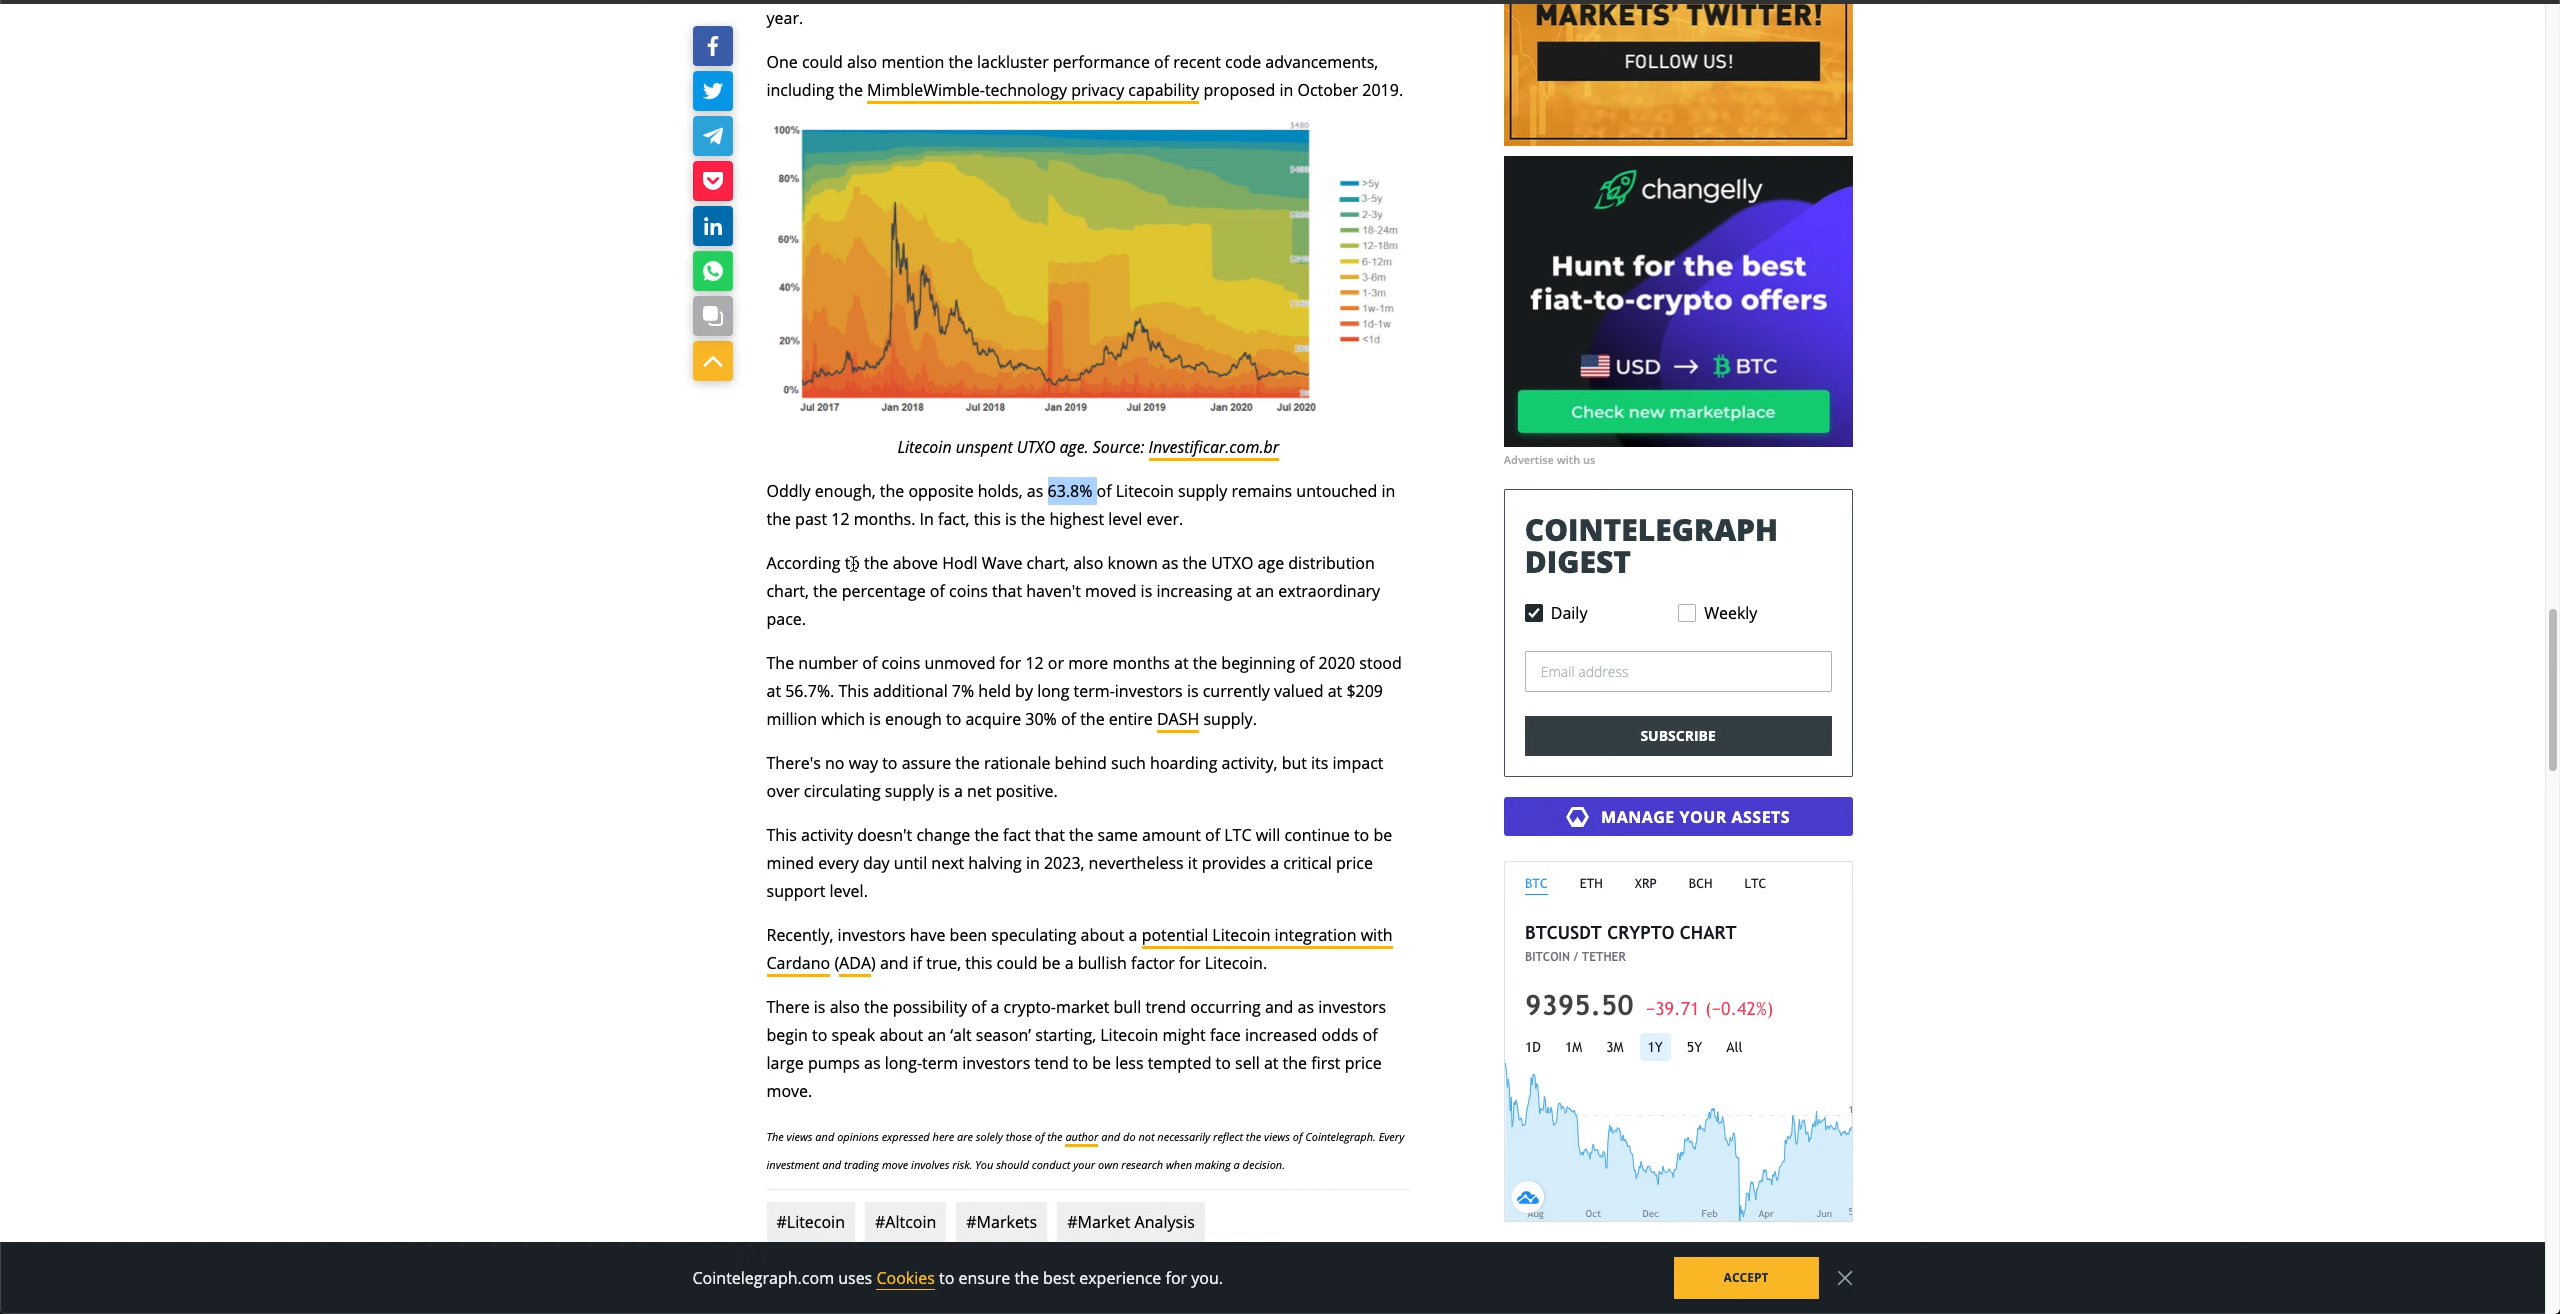 year.
One could also mention the lackluster performance of recent code advancements,
including the MimbleWimble-technology privacy capability proposed in October 2019.
100%
80%
60%
40%
20%
0%
$480
Jul 2017 Jan 2018 Jul 2018 Jan 2019 Jul 2019 Jan 2020 Jul 2020
>5y
3-5y
2-3y
18-24m
12-18m
6-12m
3-6m
1-3m
1w-1m
1d-1w
<1d
Litecoin unspent UTXO age. Source: Investificar.com.br
Oddly enough, the opposite holds, as 63.8% of Litecoin supply remains untouched in
the past 12 months. In fact, this is the highest level ever.
According to the above Hodl Wave chart, also known as the UTXO age distribution
chart, the percentage of coins that haven't moved is increasing at an extraordinary
pace.
The number of coins unmoved for 12 or more months at the beginning of 2020 stood
at 56.7%. This additional 7% held by long term-investors is currently valued at $209
million which is enough to acquire 30% of the entire DASH supply.
There's no way to assure the rationale behind such hoarding activity, but its impact
over circulating supply is a net positive.
This activity doesn't change the fact that the same amount of LTC will continue to be
mined every day until next halving in 2023, nevertheless it provides a critical price
support level.
Recently, investors have been speculating about a potential Litecoin integration with
Cardano (ADA) and if true, this could be a bullish factor for Litecoin.
There is also the possibility of a crypto-market bull trend occurring and as investors
begin to speak about an ‘alt season’ starting, Litecoin might face increased odds of
large pumps as long-term investors tend to be less tempted to sell at the first price
move.
The views and opinions expressed here are solely those of the author and do not necessarily reflect the views of Cointelegraph. Every
investment and trading move involves risk. You should conduct your own research when making a decision.
#Litecoin #Altcoin #Markets #Market Analysis
MARKETS' TWITTER!
FOLLOW US!
changelly
Hunt for the best
fiat-to-crypto offers
USD → BTC
Check new marketplace
Advertise with us
COINTELEGRAPH
DIGEST
Daily Weekly
Email address
SUBSCRIBE
MANAGE YOUR ASSETS
BTC ETH XRP BCH LTC
BTCUSDT CRYPTO CHART
BITCOIN / TETHER
9395.50 −39.71 (−0.42%)
1D 1M 3M 1Y 5Y All
Aug Oct Dec Feb Apr Jun
Cointelegraph.com uses Cookies to ensure the best experience for you.
ACCEPT